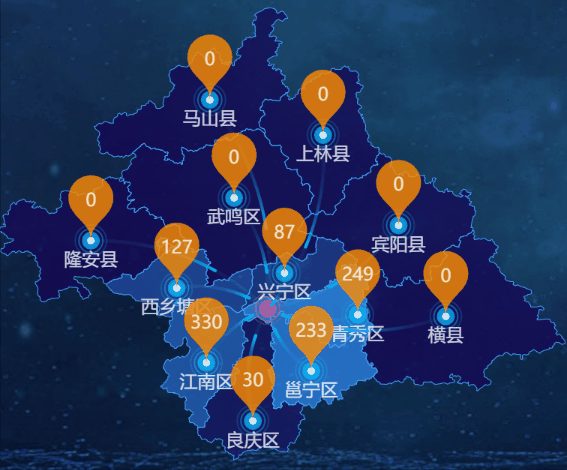 0
马山县
0
上林县
0
武鸣区
0
宾阳县
0
隆安县
127
西乡塘区
87
兴宁区
249
青秀区
0
横县
330
江南区
233
邕宁区
30
良庆区